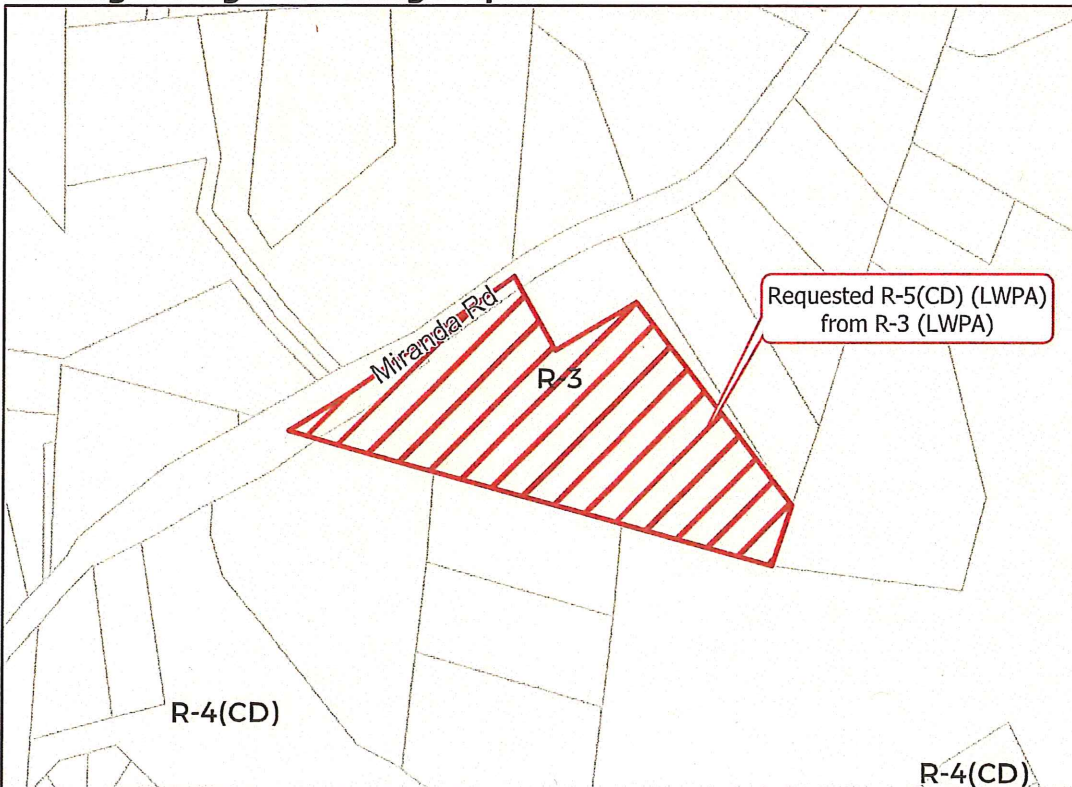 Miranda Rd
Requested R-5(CD) (LWPA)
from R-3 (LWPA)
R-3
R-4(CD)
R-4(CD)